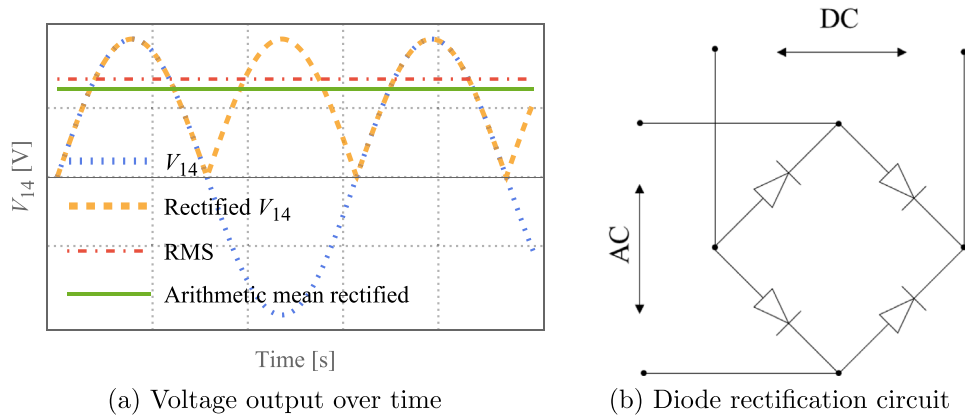 V14 [V]
V14
Rectified V14
RMS
Arithmetic mean rectified
Time [s]
(a) Voltage output over time
DC
AC
(b) Diode rectification circuit